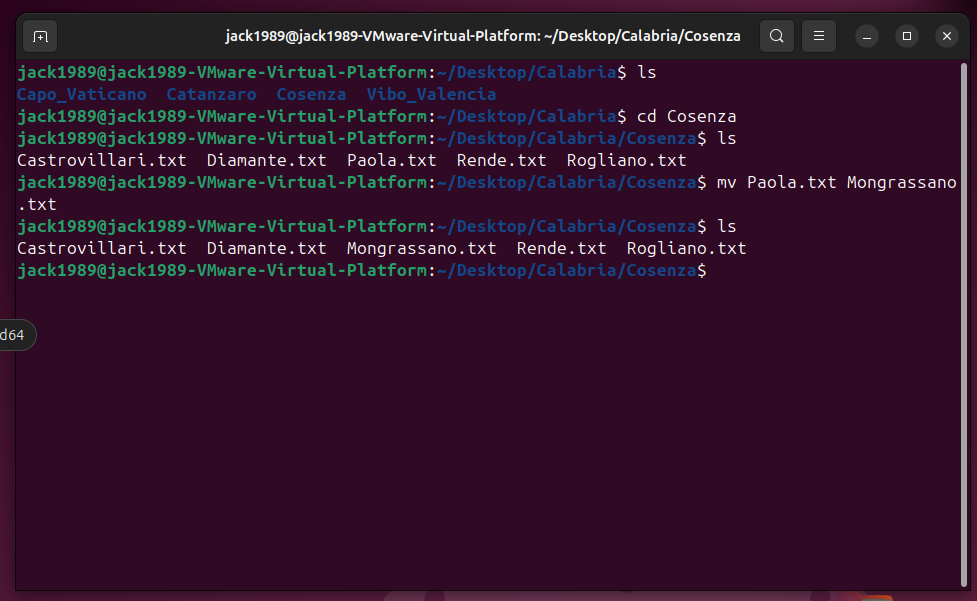 jack1989@jack1989-VMware-Virtual-Platform: ~/Desktop/Calabria/Cosenza
jack1989@jack1989-VMware-Virtual-Platform:~/Desktop/Calabria$ ls
Capo_Vaticano  Catanzaro  Cosenza  Vibo_Valencia
jack1989@jack1989-VMware-Virtual-Platform:~/Desktop/Calabria$ cd Cosenza
jack1989@jack1989-VMware-Virtual-Platform:~/Desktop/Calabria/Cosenza$ ls
Castrovillari.txt  Diamante.txt  Paola.txt  Rende.txt  Rogliano.txt
jack1989@jack1989-VMware-Virtual-Platform:~/Desktop/Calabria/Cosenza$ mv Paola.txt Mongrassano
.txt
jack1989@jack1989-VMware-Virtual-Platform:~/Desktop/Calabria/Cosenza$ ls
Castrovillari.txt  Diamante.txt  Mongrassano.txt  Rende.txt  Rogliano.txt
jack1989@jack1989-VMware-Virtual-Platform:~/Desktop/Calabria/Cosenza$
d64